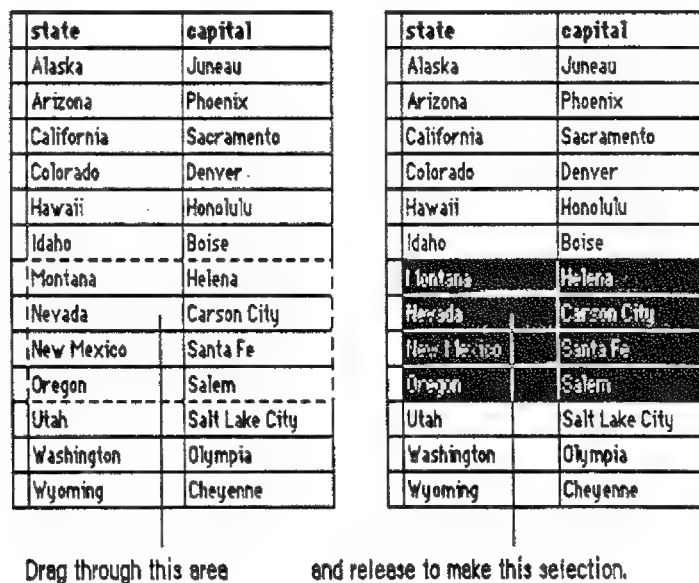 state capital
Alaska Juneau
Arizona Phoenix
California Sacramento
Colorado Denver
Hawaii Honolulu
Idaho Boise
Montana Helena
Nevada Carson City
New Mexico Santa Fe
Oregon Salem
Utah Salt Lake City
Washington Olympia
Wyoming Cheyenne
state capital
Alaska Juneau
Arizona Phoenix
California Sacramento
Colorado Denver
Hawaii Honolulu
Idaho Boise
Montana Helena
Nevada Carson City
New Mexico Santa Fe
Oregon Salem
Utah Salt Lake City
Washington Olympia
Wyoming Cheyenne
Drag through this area and release to make this selection.